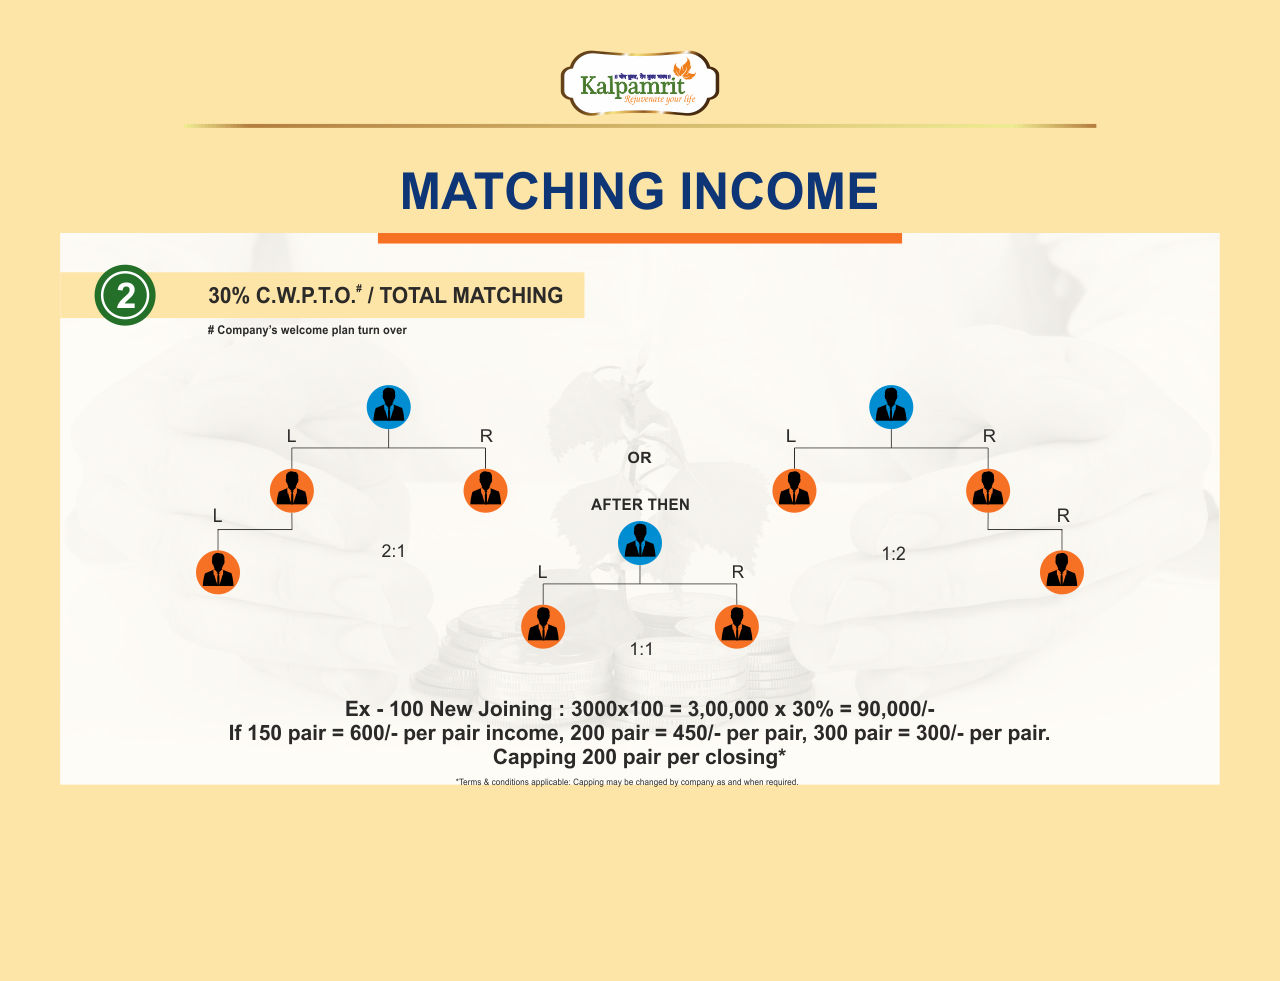 Kalpamrit
Rejuvenate your life
MATCHING INCOME
2
30% C.W.P.T.O.# / TOTAL MATCHING
# Company's welcome plan turn over
L R
L
2:1
OR
AFTER THEN
L R
1:1
L R
R
1:2
Ex - 100 New Joining : 3000x100 = 3,00,000 x 30% = 90,000/-
If 150 pair = 600/- per pair income, 200 pair = 450/- per pair, 300 pair = 300/- per pair.
Capping 200 pair per closing*
*Terms & conditions applicable: Capping may be changed by company as and when required.